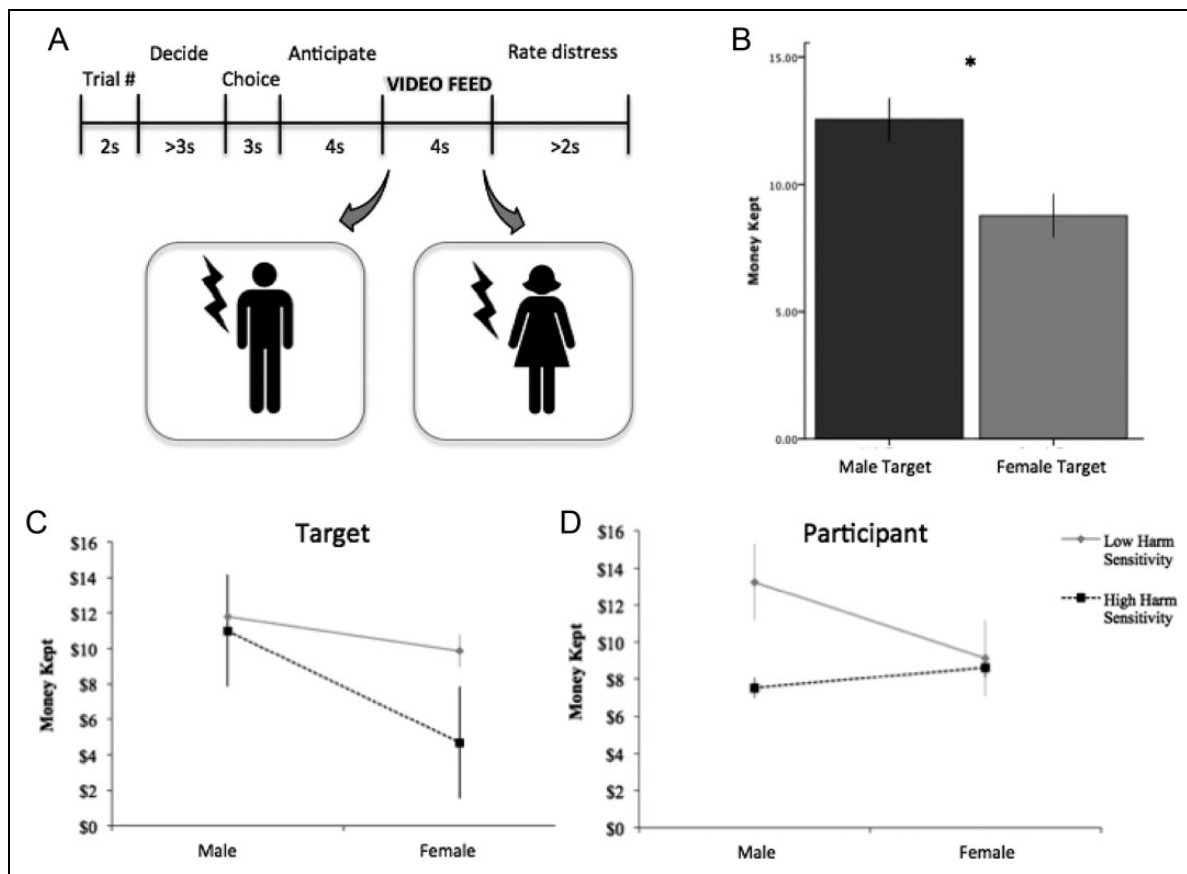 A
Decide
Anticipate
Rate distress
Trial #
Choice
VIDEO FEED
2s
>3s
3s
4s
4s
>2s
B
*
15.00
10.00
5.00
0.00
Money Kept
Male Target
Female Target
C
Target
$16
$14
$12
$10
$8
$6
$4
$2
$0
Money Kept
Male
Female
D
Participant
$16
$14
$12
$10
$8
$6
$4
$2
$0
Money Kept
Male
Female
Low Harm
Sensitivity
High Harm
Sensitivity